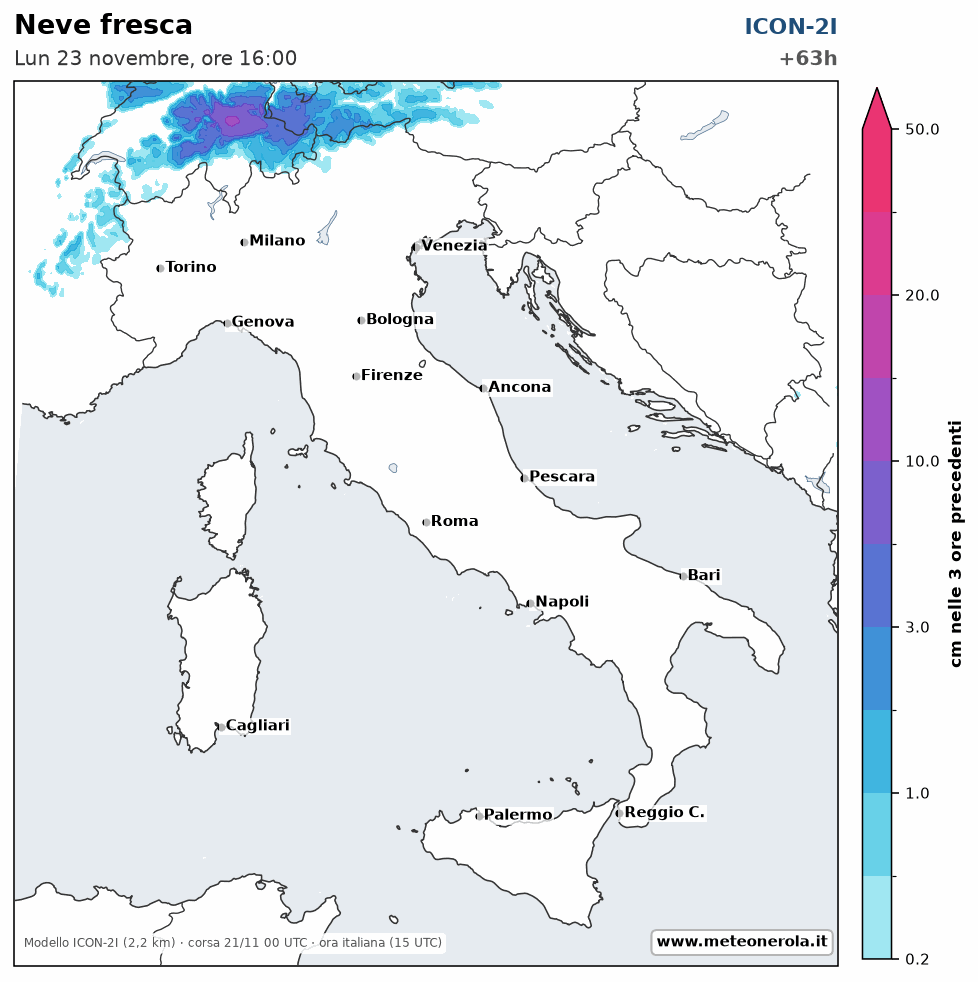 Neve fresca
ICON-2I
Lun 23 novembre, ore 16:00
+63h
Milano
Venezia
Torino
Genova
Bologna
Firenze
Ancona
Pescara
Roma
Bari
Napoli
Cagliari
Palermo
Reggio C.
50.0
20.0
10.0
3.0
1.0
0.2
cm nelle 3 ore precedenti
Modello ICON-2I (2,2 km) · corsa 21/11 00 UTC · ora italiana (15 UTC)
www.meteonerola.it